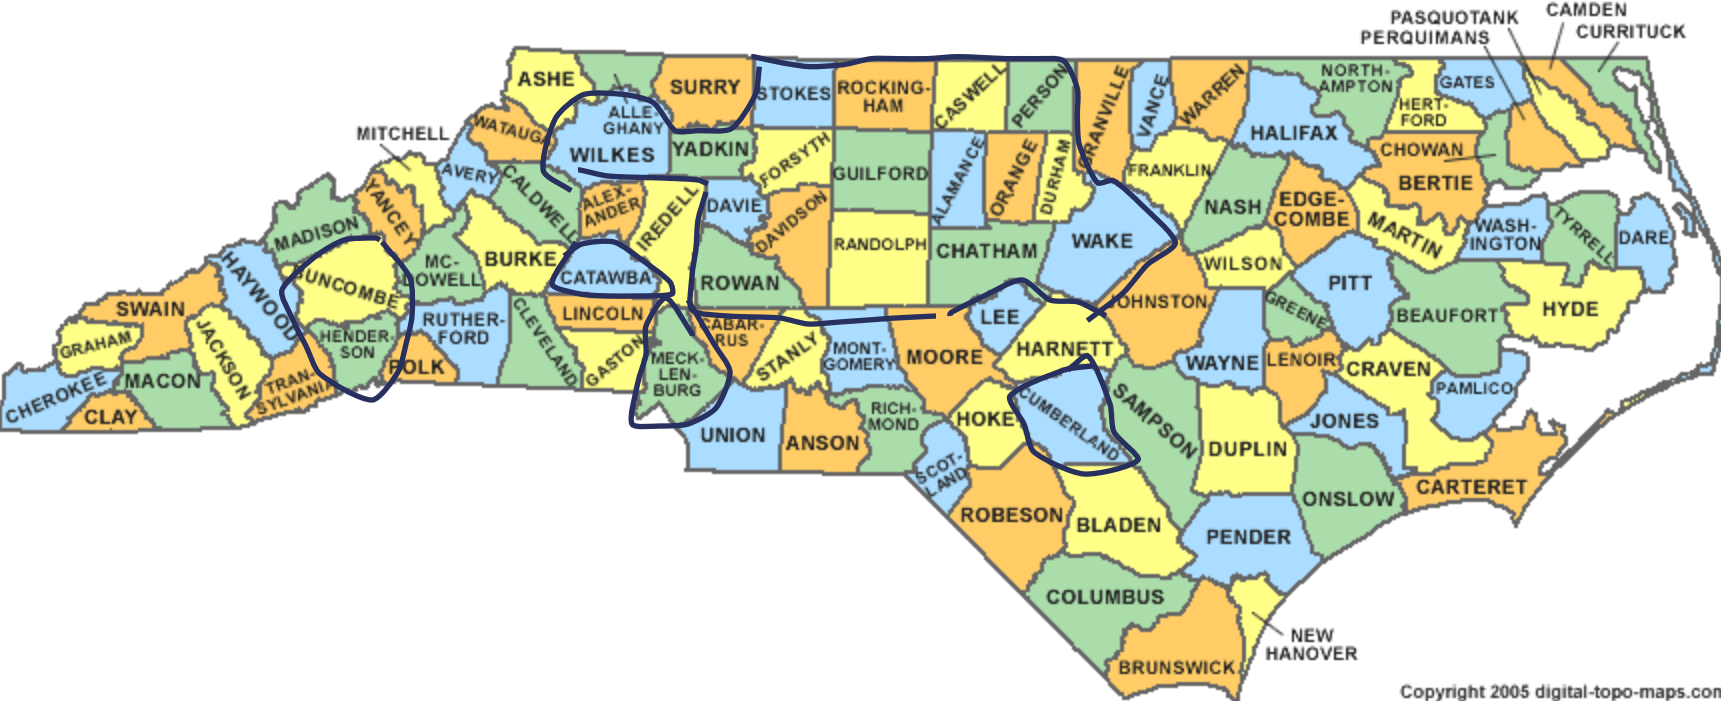 PASQUOTANK
CAMDEN
PERQUIMANS
CURRITUCK
ASHE
ALLE-
GHANY
SURRY
STOKES
ROCKING-
HAM
CASWELL
PERSON
GRANVILLE
VANCE
WARREN
NORTH-
AMPTON
HERT-
FORD
GATES
MITCHELL
WATAUG
WILKES
YADKIN
FORSYTH
GUILFORD
ALAMANCE
ORANGE
DURHAM
FRANKLIN
HALIFAX
CHOWAN
BERTIE
AVERY
YANCEY
CALDWELL
ALEX-
ANDER
IREDELL
DAVIE
DAVIDSON
RANDOLPH
CHATHAM
WAKE
NASH
EDGE-
COMBE
MARTIN
WASH-
INGTON
TYRRELL
DARE
MADISON
HAYWOOD
BUNCOMBE
MC-
DOWELL
BURKE
CATAWBA
ROWAN
WILSON
PITT
BEAUFORT
HYDE
SWAIN
GRAHAM
CHEROKEE
CLAY
MACON
JACKSON
TRAN-
SYLVANIA
HENDER-
SON
POLK
RUTHER-
FORD
CLEVELAND
LINCOLN
GASTON
MECK-
LEN-
BURG
CABAR-
RUS
STANLY
MONT-
GOMERY
MOORE
LEE
HARNETT
JOHNSTON
WAYNE
GREENE
LENOIR
CRAVEN
PAMLICO
UNION
ANSON
RICH-
MOND
SCOT-
LAND
HOKE
CUMBERLAND
SAMPSON
DUPLIN
JONES
ONSLOW
CARTERET
ROBESON
BLADEN
PENDER
COLUMBUS
BRUNSWICK
NEW
HANOVER
Copyright 2005 digital-topo-maps.com